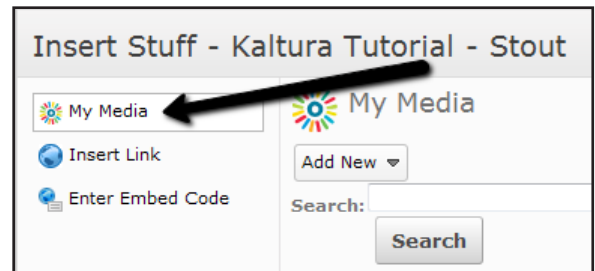 Insert Stuff - Kaltura Tutorial - Stout
My Media
Insert Link
Enter Embed Code
My Media
Add New
Search:
Search